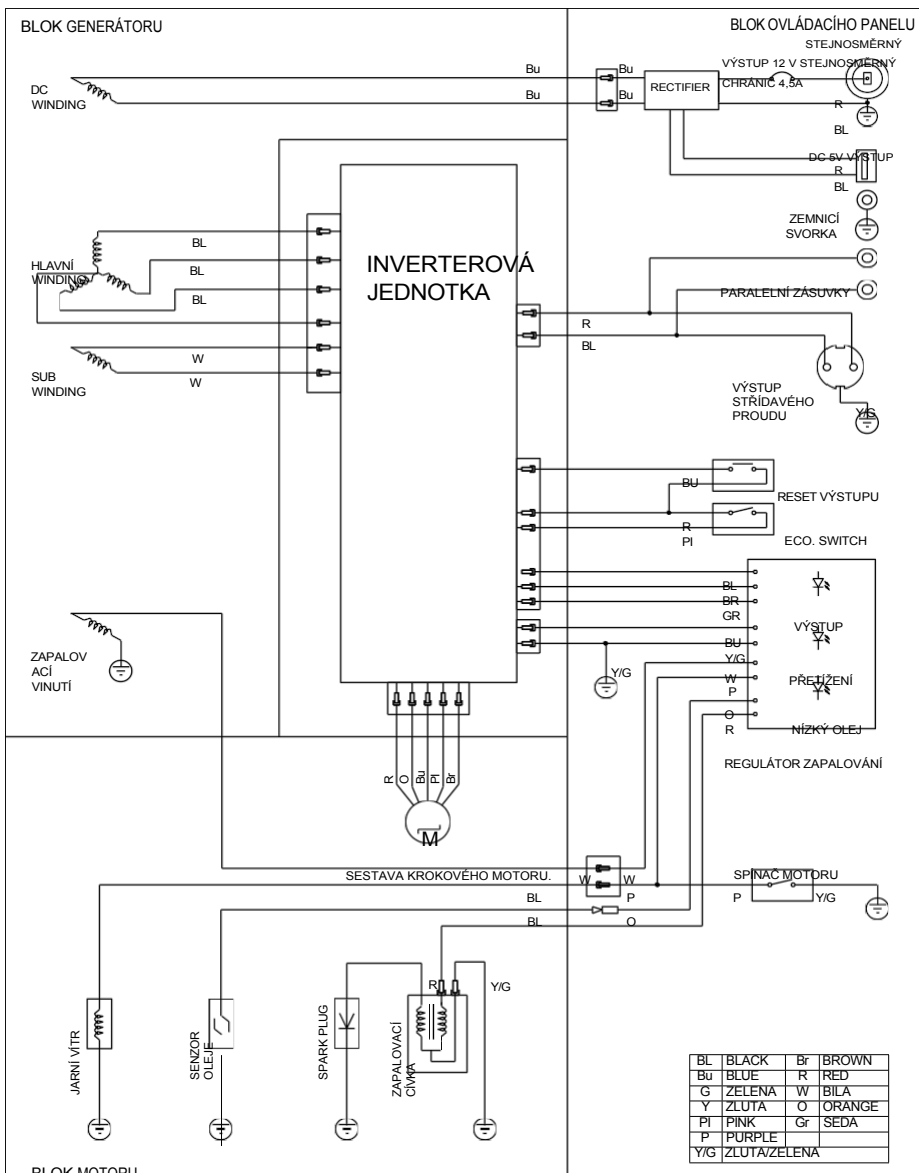 BLOK GENERÁTORU
BLOK OVLÁDACÍHO PANELU
STEJNOSMĚRNÝ
VÝSTUP 12 V STEJNOSMĚRNÝ
CHRÁNIČ 4,5A
DC
WINDING
Bu
Bu
Bu
Bu
RECTIFIER
R
BL
DC 5V VÝSTUP
R
BL
ZEMNICÍ
SVORKA
HLAVNÍ
WINDING
BL
BL
BL
INVERTEROVÁ
JEDNOTKA
PARALELNÍ ZÁSUVKY
R
BL
SUB
WINDING
W
W
VÝSTUP
STŘÍDAVÉHO
PROUDU
Y/G
BU
RESET VÝSTUPU
R
PI
ECO. SWITCH
BL
BR
GR
VÝSTUP
BU
Y/G
W
PŘETÍŽENÍ
P
O
R
NÍZKÝ OLEJ
REGULÁTOR ZAPALOVÁNÍ
ZAPALOV
ACÍ
VINUTÍ
Y/G
R
O
Bu
PI
Br
M
SESTAVA KROKOVÉHO MOTORU.
W
W
SPÍNAČ MOTORU
P
Y/G
BL
P
BL
O
R
Y/G
JARNÍ VÍTR
SENZOR
OLEJE
SPARK PLUG
ZAPALOVACÍ
CÍVKA
BL BLACK Br BROWN
Bu BLUE R RED
G ZELENA W BILA
Y ZLUTA O ORANGE
PI PINK Gr SEDA
P PURPLE
Y/G ZLUTA/ZELENA
BLOK MOTORU